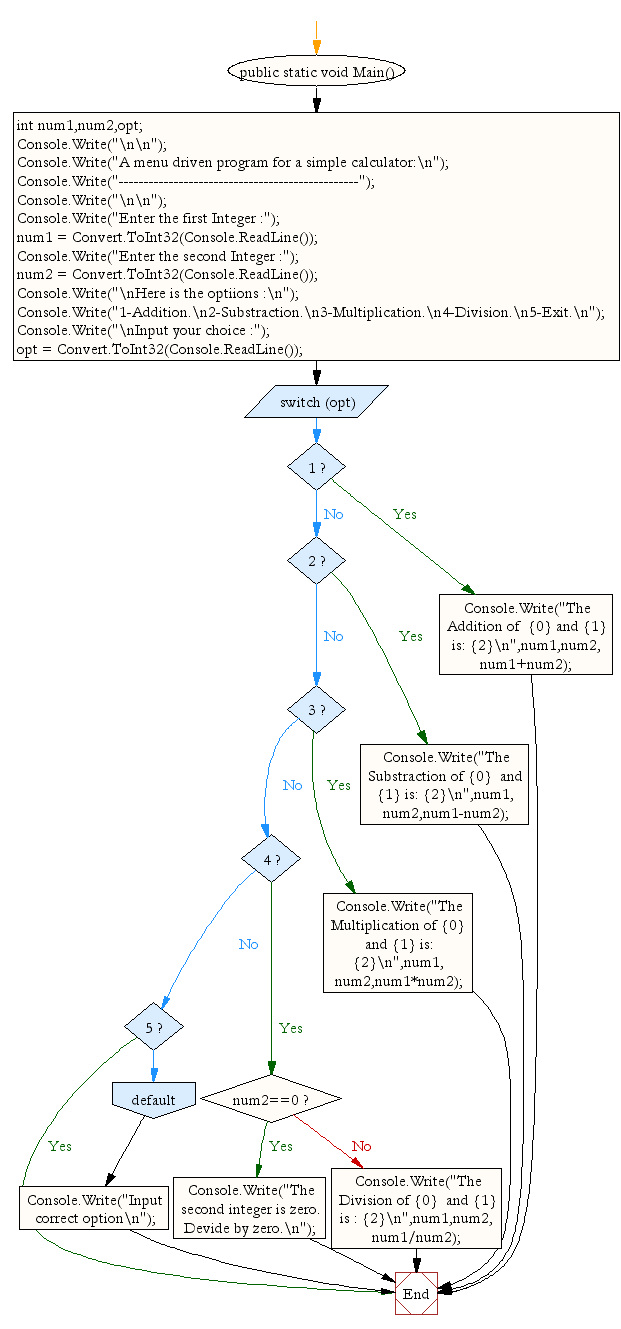 public static void Main()
int num1,num2,opt;
Console.Write("\n\n");
Console.Write("A menu driven program for a simple calculator:\n");
Console.Write("------------------------------------------------");
Console.Write("\n\n");
Console.Write("Enter the first Integer :");
num1 = Convert.ToInt32(Console.ReadLine());
Console.Write("Enter the second Integer :");
num2 = Convert.ToInt32(Console.ReadLine());
Console.Write("\nHere is the optiions :\n");
Console.Write("1-Addition.\n2-Substraction.\n3-Multiplication.\n4-Division.\n5-Exit.\n");
Console.Write("\nInput your choice :");
opt = Convert.ToInt32(Console.ReadLine());
switch (opt)
1 ?
No
Yes
2 ?
Console.Write("The
Addition of  {0} and {1}
is: {2}\n",num1,num2,
num1+num2);
No
Yes
3 ?
Console.Write("The
Substraction of {0}  and
{1} is: {2}\n",num1,
num2,num1-num2);
No
Yes
4 ?
Console.Write("The
Multiplication of {0}
and {1} is:
{2}\n",num1,
num2,num1*num2);
No
Yes
5 ?
default
num2==0 ?
Yes
Yes
No
Console.Write("Input
correct option\n");
Console.Write("The
second integer is zero.
Devide by zero.\n");
Console.Write("The
Division of {0}  and {1}
is : {2}\n",num1,num2,
num1/num2);
End